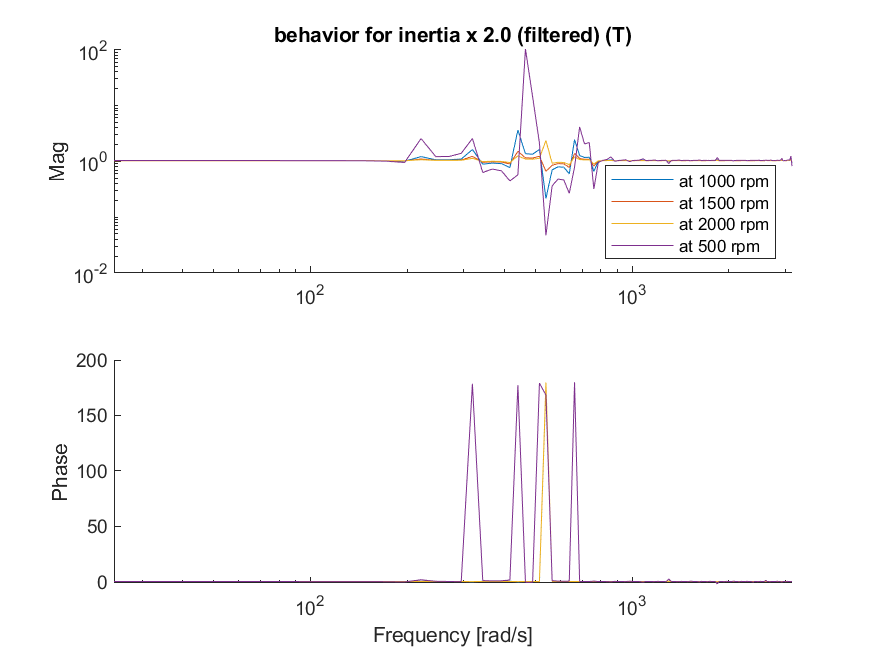 behavior for inertia x 2.0 (filtered) (T)
10^2
10^0
10^-2
Mag
10^2
10^3
at 1000 rpm
at 1500 rpm
at 2000 rpm
at 500 rpm
200
150
100
50
0
Phase
10^2
10^3
Frequency [rad/s]